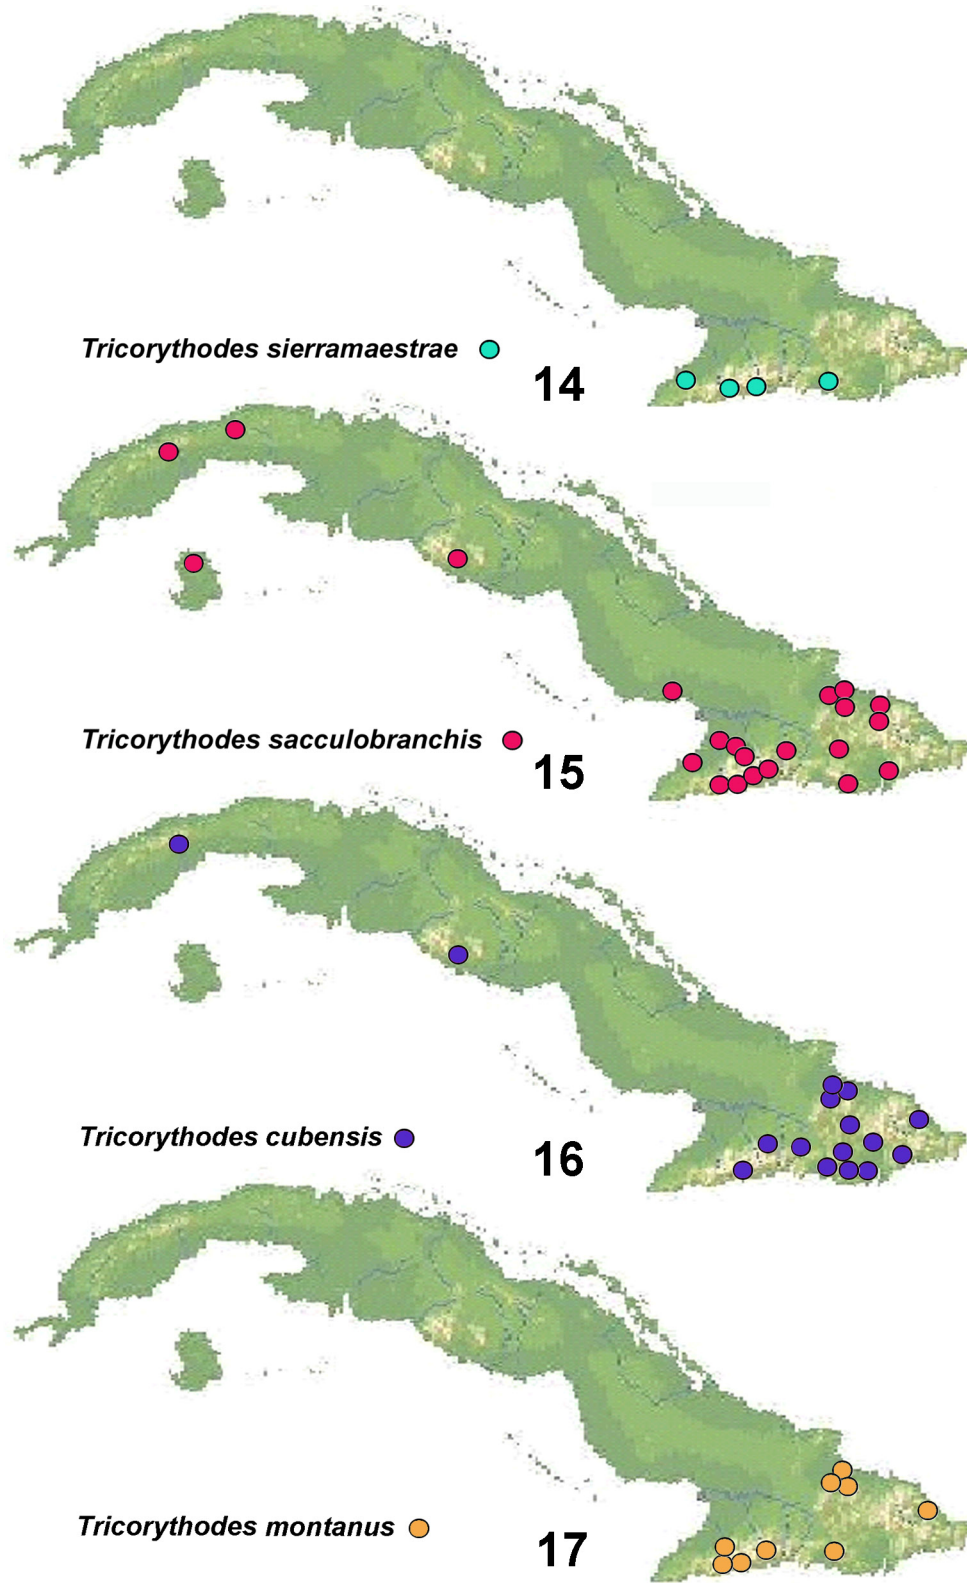 Tricorythodes sierramaestrae
14
Tricorythodes sacculobranchis
15
Tricorythodes cubensis
16
Tricorythodes montanus
17